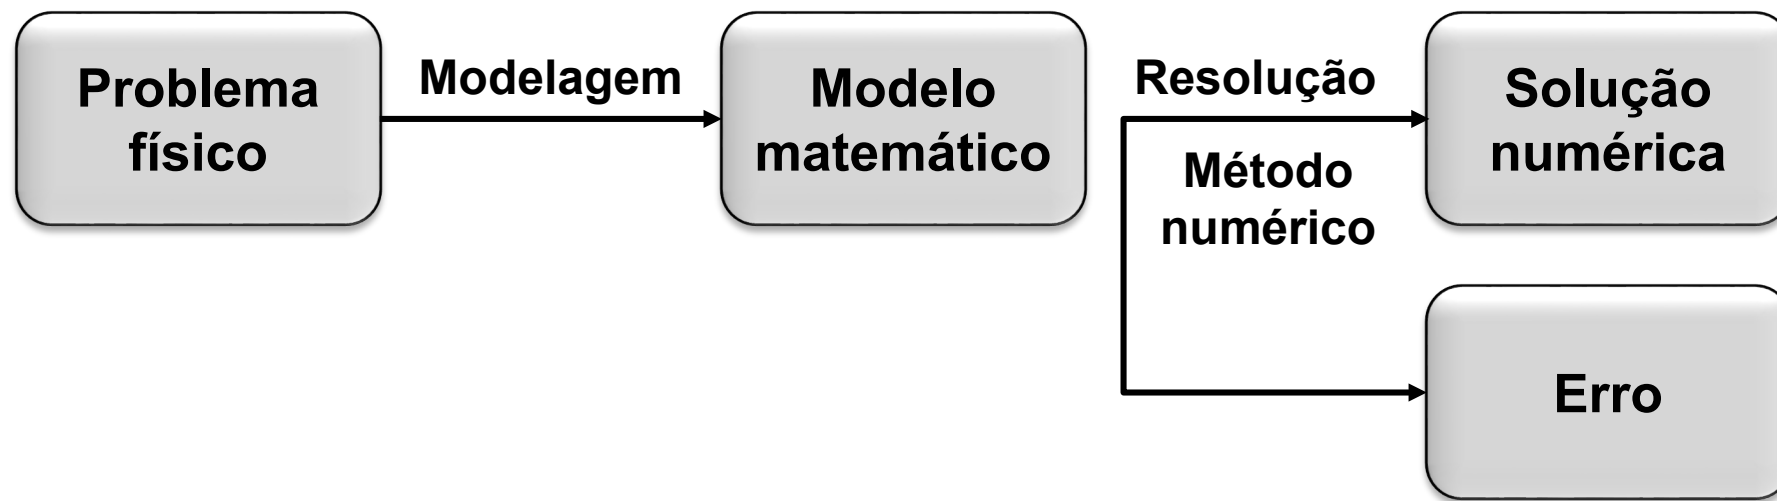 Problema
físico
Modelagem
Modelo
matemático
Resolução
Método
numérico
Solução
numérica
Erro